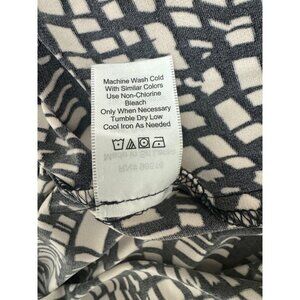 Machine Wash Cold
With Similar Colors
Use Non-Chlorine
Bleach
Only When Necessary
Tumble Dry Low
Cool Iron As Needed